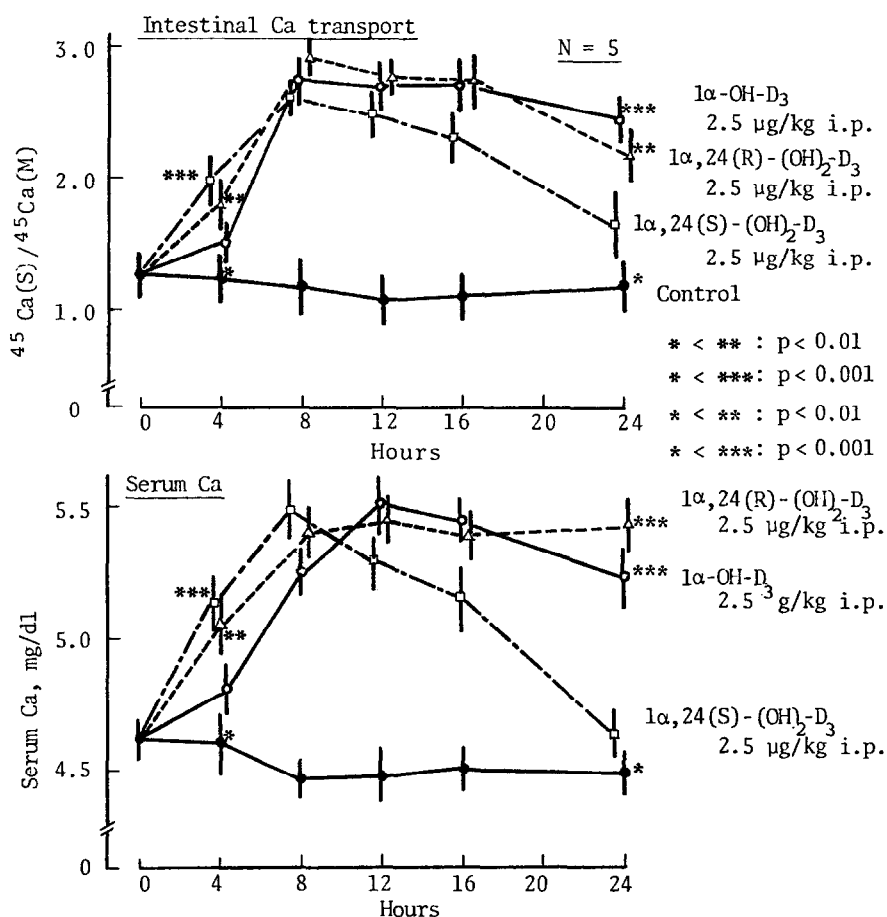 Intestinal Ca transport
N = 5
3.0
2.0
1.0
0
45Ca(S)/45Ca(M)
***
**
*
***
**
*
1α-OH-D3
2.5 µg/kg i.p.
1α,24(R)-(OH)2-D3
2.5 µg/kg i.p.
1α,24(S)-(OH)2-D3
2.5 µg/kg i.p.
Control
* < ** : p< 0.01
* < ***: p< 0.001
* < ** : p< 0.01
* < ***: p< 0.001
0 4 8 12 16 20 24
Hours
Serum Ca
5.5
5.0
4.5
0
Serum Ca, mg/dl
***
**
*
***
***
*
1α,24(R)-(OH)2-D3
2.5 µg/kg i.p.
1α-OH-D3
2.5 g/kg i.p.
1α,24(S)-(OH)2-D3
2.5 µg/kg i.p.
0 4 8 12 16 20 24
Hours